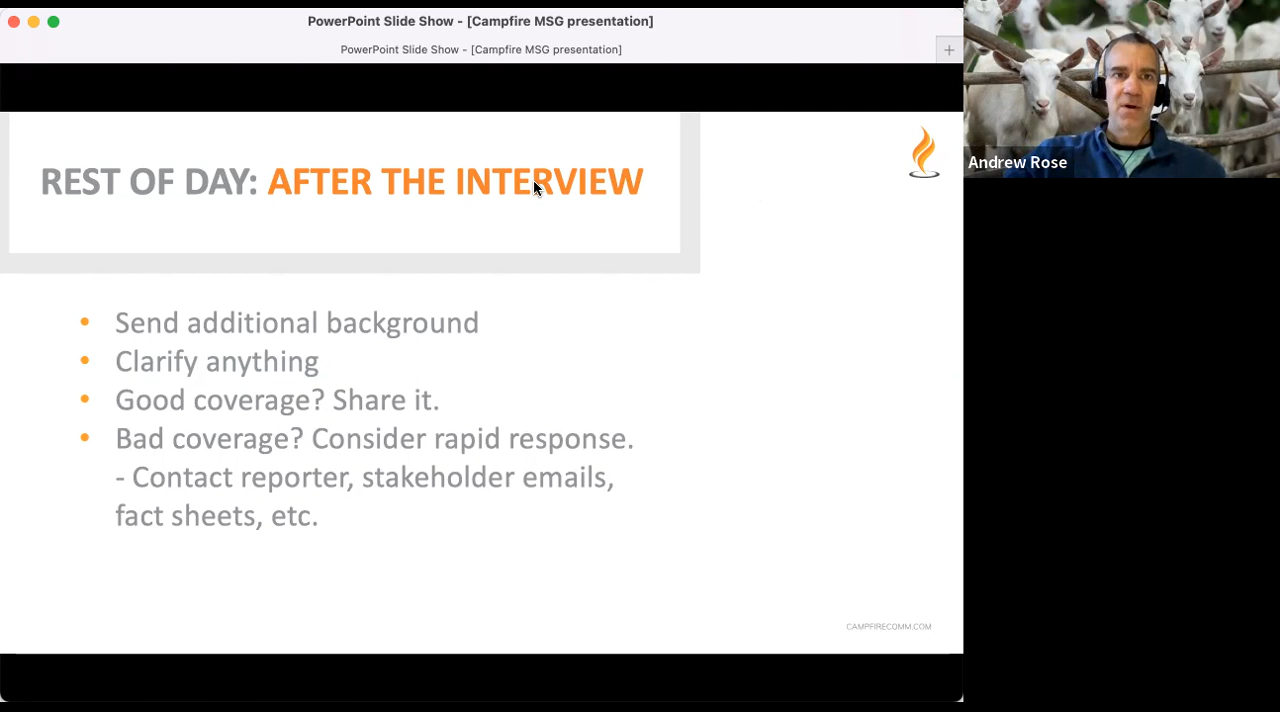 PowerPoint Slide Show - [Campfire MSG presentation]
PowerPoint Slide Show - [Campfire MSG presentation]
REST OF DAY: AFTER THE INTERVIEW
• Send additional background
• Clarify anything
• Good coverage? Share it.
• Bad coverage? Consider rapid response.
- Contact reporter, stakeholder emails,
fact sheets, etc.
CAMPFIRECOMM.COM
Andrew Rose